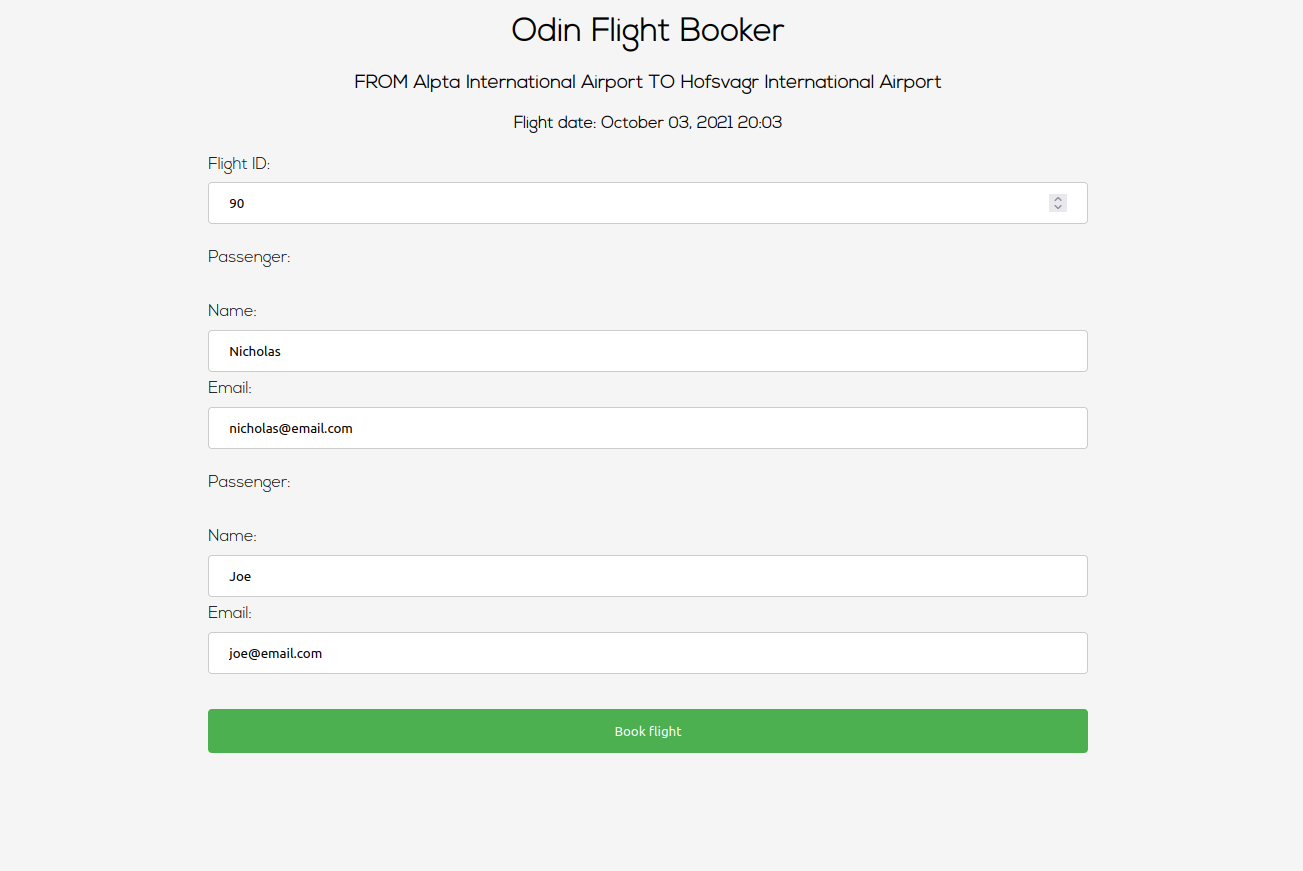 Odin Flight Booker
FROM Alpta International Airport TO Hofsvagr International Airport
Flight date: October 03, 2021 20:03
Flight ID:
90
Passenger:
Name:
Nicholas
Email:
nicholas@email.com
Passenger:
Name:
Joe
Email:
joe@email.com
Book flight